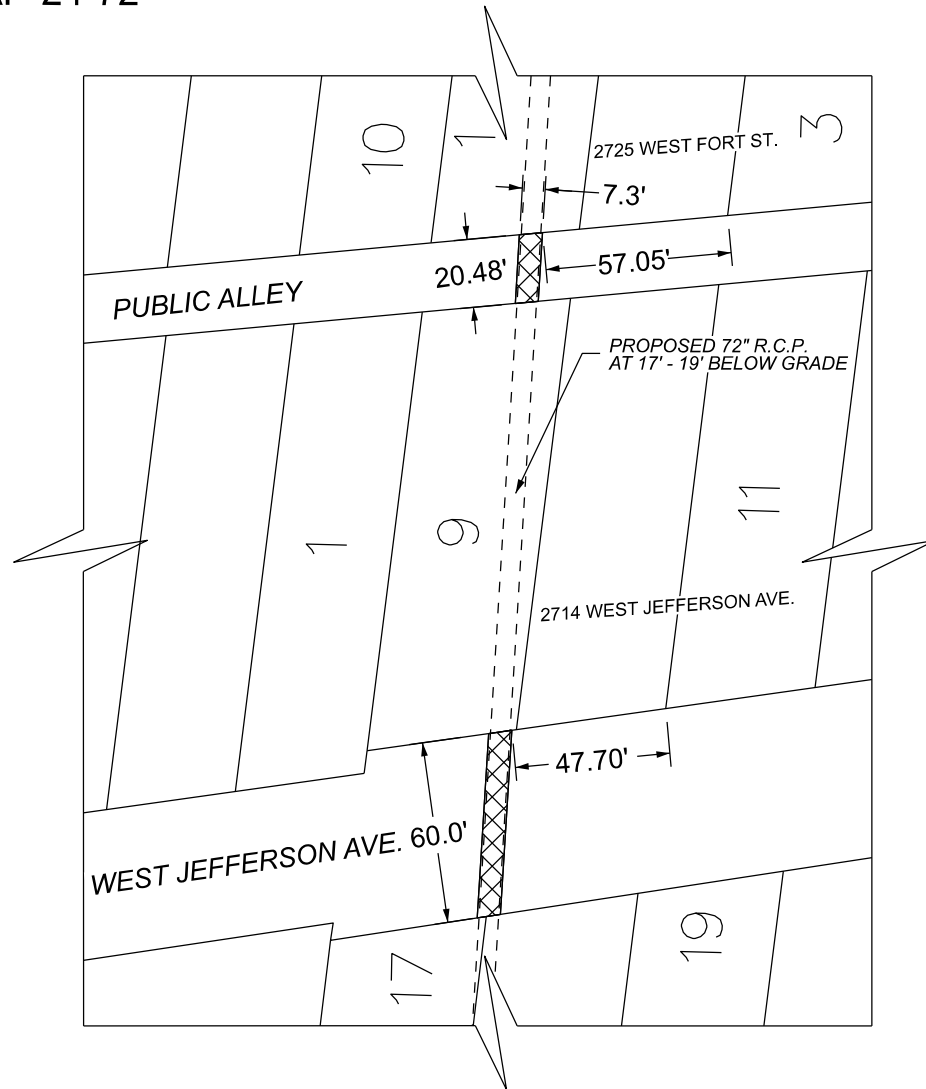 10
1
2725 WEST FORT ST.
3
7.3'
20.48'
57.05'
PUBLIC ALLEY
PROPOSED 72" R.C.P.
AT 17' - 19' BELOW GRADE
1
9
11
2714 WEST JEFFERSON AVE.
47.70'
WEST JEFFERSON AVE. 60.0'
17
19